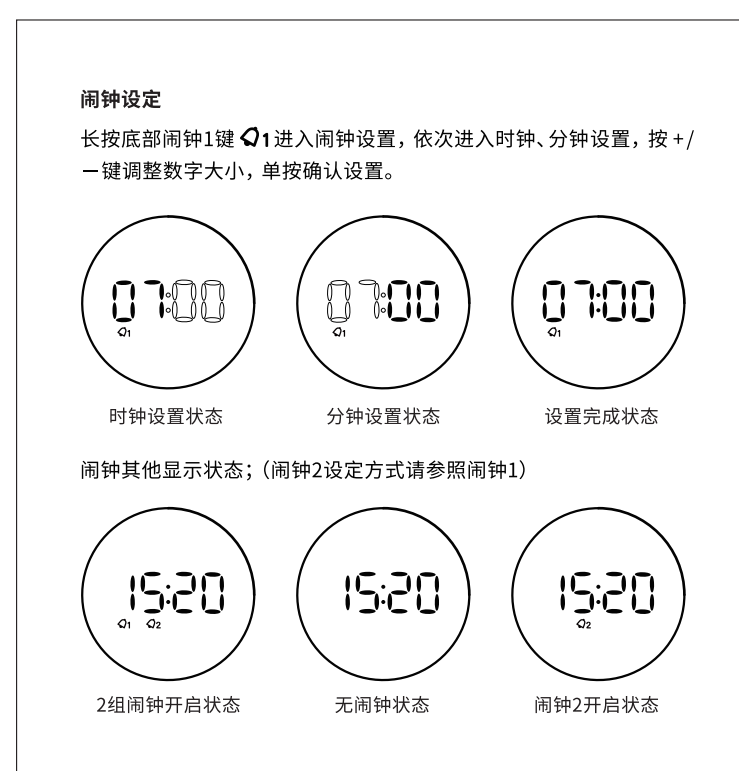 闹钟设定
长按底部闹钟1键 1进入闹钟设置，依次进入时钟、分钟设置，按 + /
－键调整数字大小，单按确认设置。
07:00 07:00 07:00
1 1 1
时钟设置状态 分钟设置状态 设置完成状态
闹钟其他显示状态；（闹钟2设定方式请参照闹钟1）
15:20 15:20 15:20
1 2 2
2组闹钟开启状态 无闹钟状态 闹钟2开启状态